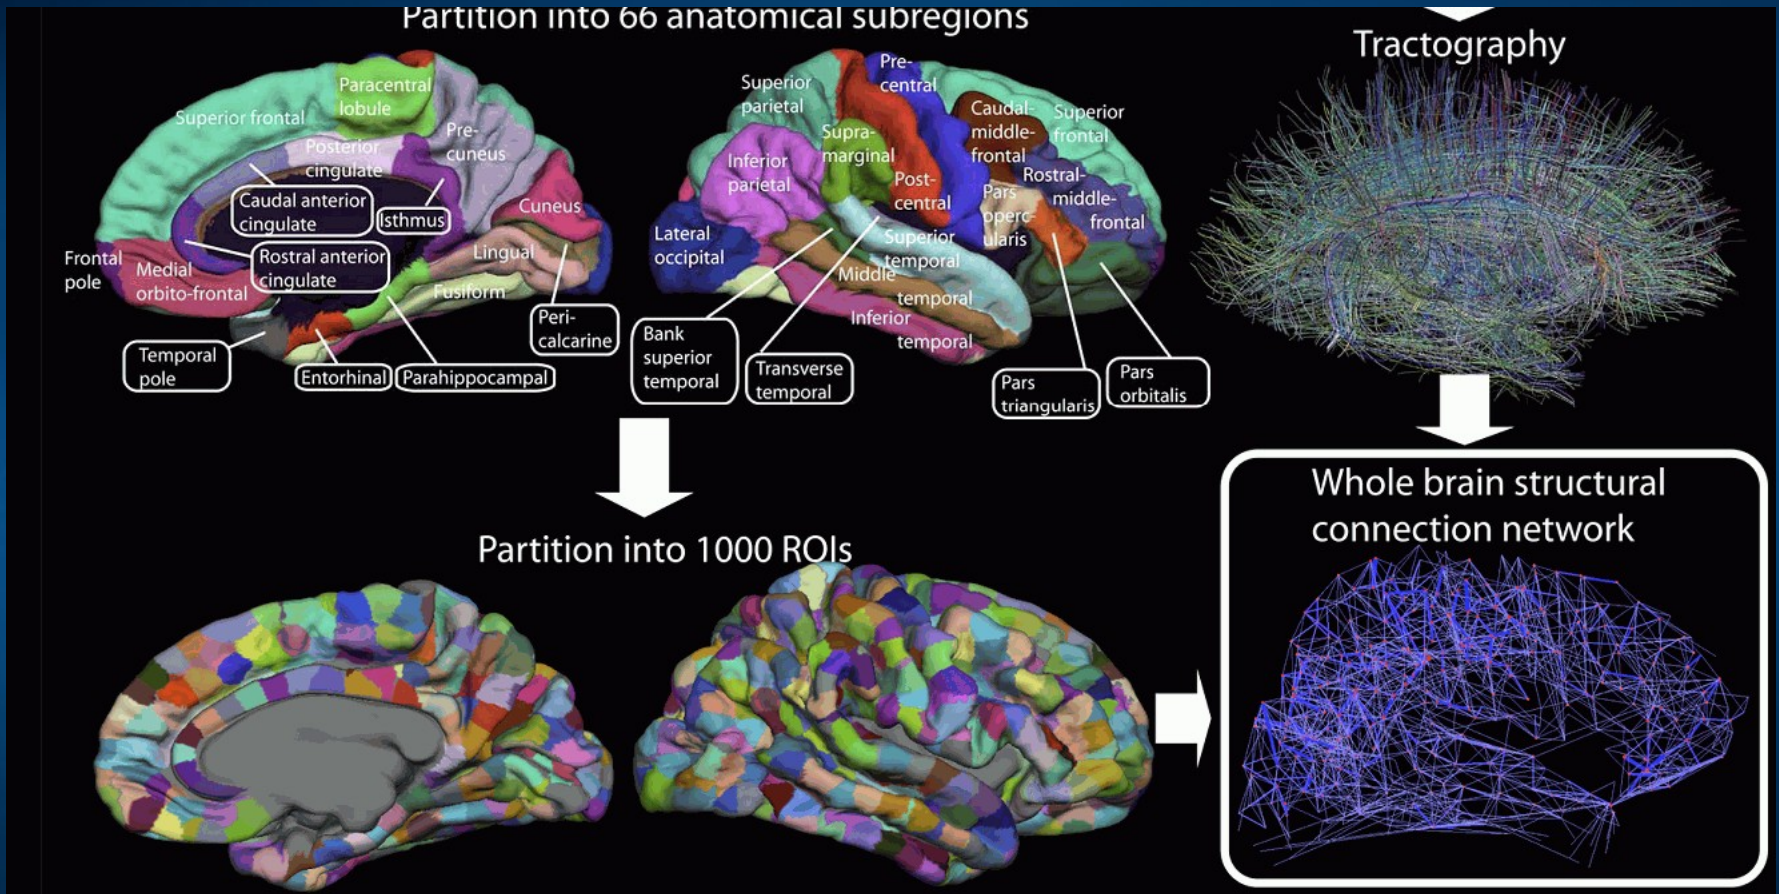 Partition into 66 anatomical subregions
Tractography
Paracentral
lobule
Superior frontal
Pre-
cuneus
Posterior
cingulate
Caudal anterior
cingulate
Isthmus
Cuneus
Rostral anterior
cingulate
Lingual
Frontal
pole
Medial
orbito-frontal
Fusiform
Peri-
calcarine
Temporal
pole
Entorhinal
Parahippocampal
Superior
parietal
Pre-
central
Caudal-
middle-
frontal
Superior
frontal
Supra-
marginal
Inferior
parietal
Post-
central
Rostral-
middle-
frontal
Pars
operc-
ularis
Lateral
occipital
Superior
temporal
Middle
temporal
Inferior
temporal
Bank
superior
temporal
Transverse
temporal
Pars
triangularis
Pars
orbitalis
Partition into 1000 ROIs
Whole brain structural
connection network